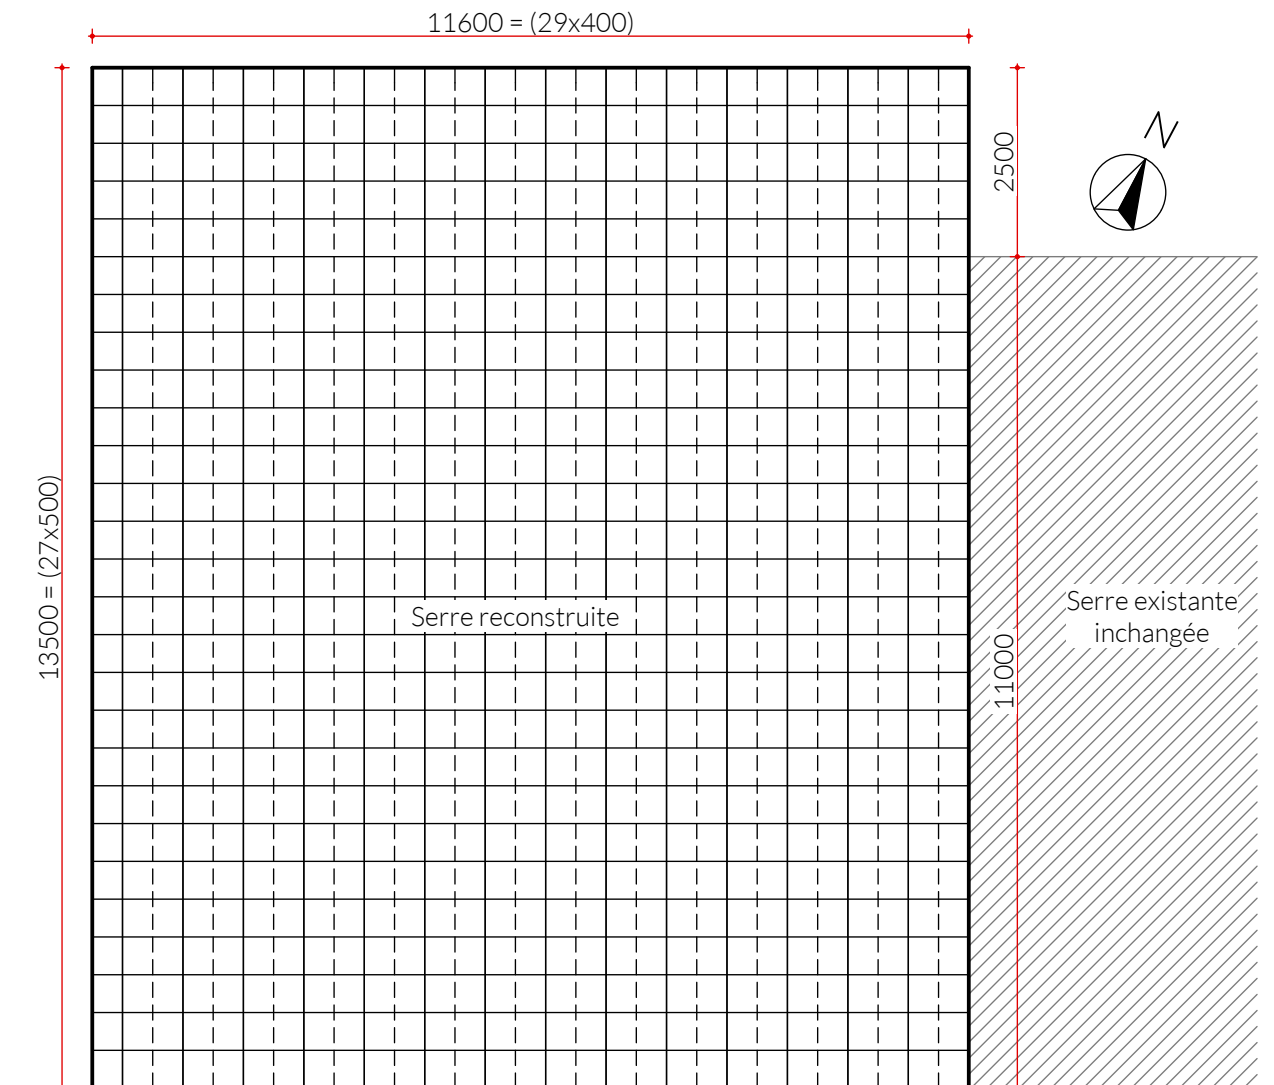 11600 = (29x400)
2500
N
13500 = (27x500)
Serre reconstruite
Serre existante
inchangée
11000